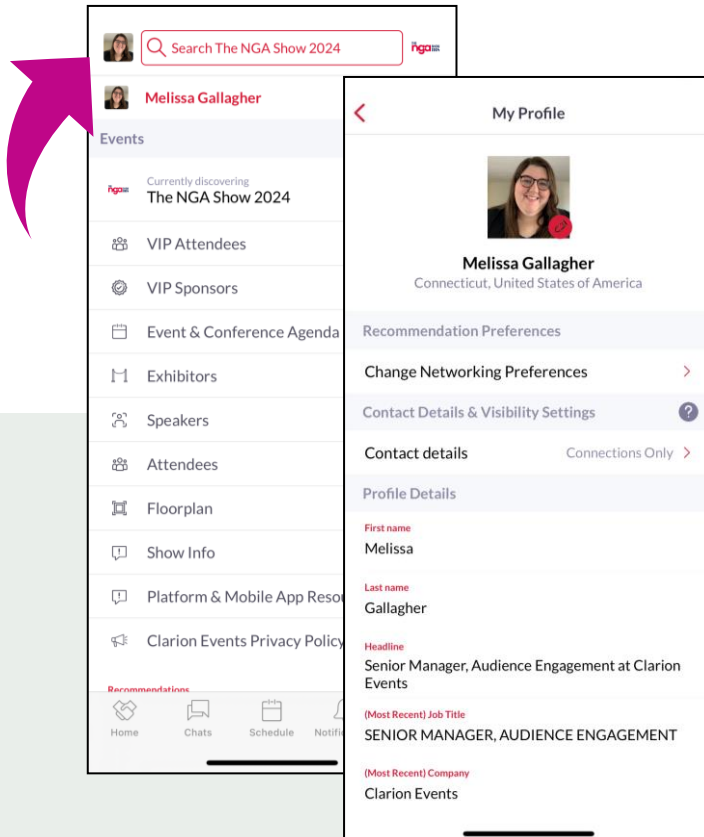 Search The NGA Show 2024
nga
Melissa Gallagher
Events
nga
Currently discovering
The NGA Show 2024
VIP Attendees
VIP Sponsors
Event & Conference Agenda
Exhibitors
Speakers
Attendees
Floorplan
Show Info
Platform & Mobile App Resou
Clarion Events Privacy Policy
Recommendations
Home
Chats
Schedule
Notific
My Profile
Melissa Gallagher
Connecticut, United States of America
Recommendation Preferences
Change Networking Preferences
Contact Details & Visibility Settings
?
Contact details
Connections Only
Profile Details
First name
Melissa
Last name
Gallagher
Headline
Senior Manager, Audience Engagement at Clarion
Events
(Most Recent) Job Title
SENIOR MANAGER, AUDIENCE ENGAGEMENT
(Most Recent) Company
Clarion Events